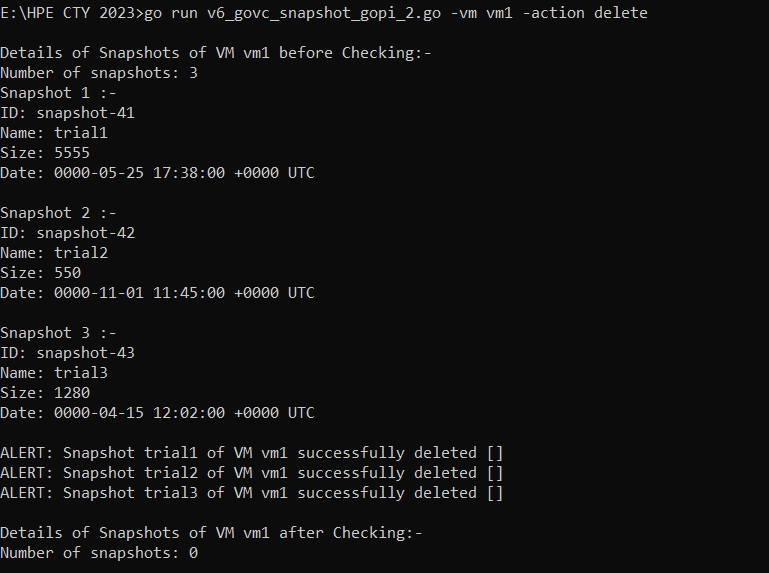 E:\HPE CTY 2023>go run v6_govc_snapshot_gopi_2.go -vm vm1 -action delete
Details of Snapshots of VM vm1 before Checking:-
Number of snapshots: 3
Snapshot 1 :-
ID: snapshot-41
Name: trial1
Size: 5555
Date: 0000-05-25 17:38:00 +0000 UTC
Snapshot 2 :-
ID: snapshot-42
Name: trial2
Size: 550
Date: 0000-11-01 11:45:00 +0000 UTC
Snapshot 3 :-
ID: snapshot-43
Name: trial3
Size: 1280
Date: 0000-04-15 12:02:00 +0000 UTC
ALERT: Snapshot trial1 of VM vm1 successfully deleted []
ALERT: Snapshot trial2 of VM vm1 successfully deleted []
ALERT: Snapshot trial3 of VM vm1 successfully deleted []
Details of Snapshots of VM vm1 after Checking:-
Number of snapshots: 0